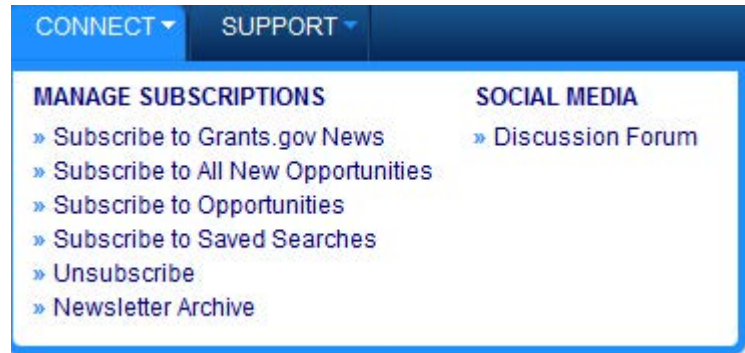 CONNECT SUPPORT
MANAGE SUBSCRIPTIONS
» Subscribe to Grants.gov News
» Subscribe to All New Opportunities
» Subscribe to Opportunities
» Subscribe to Saved Searches
» Unsubscribe
» Newsletter Archive
SOCIAL MEDIA
» Discussion Forum